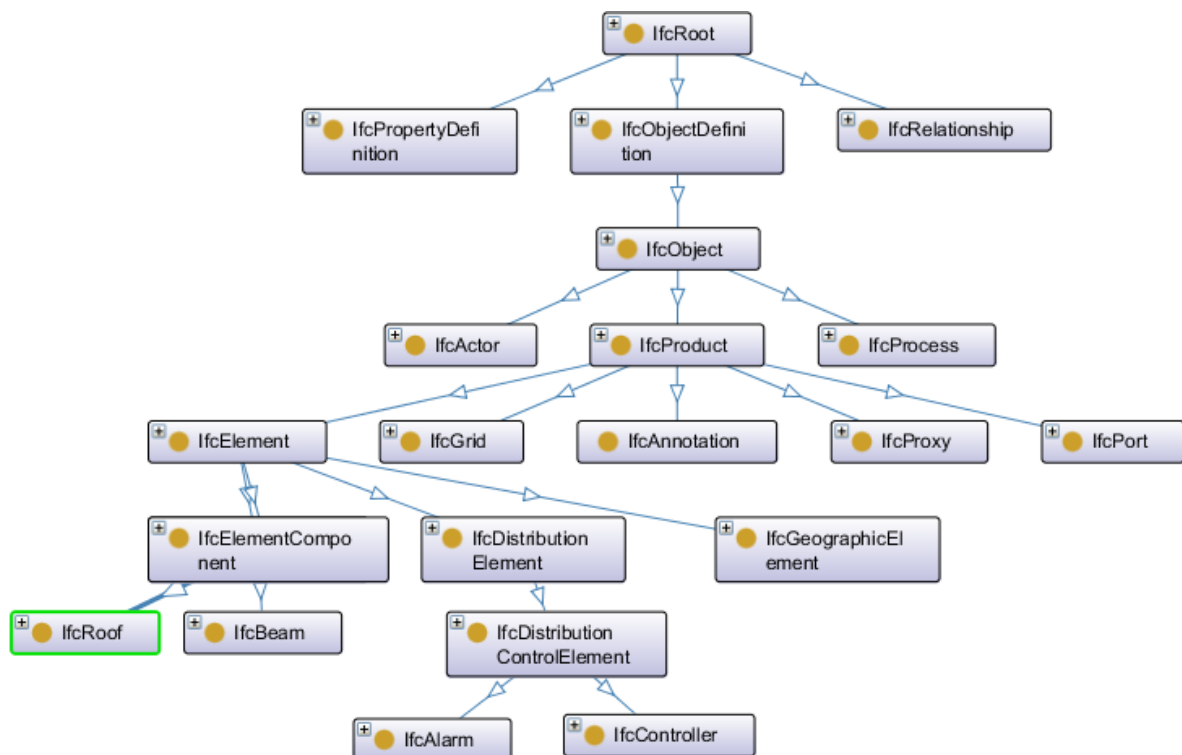 IfcRoot
IfcPropertyDefi
nition
IfcObjectDefini
tion
IfcRelationship
IfcObject
IfcActor
IfcProduct
IfcProcess
IfcElement
IfcGrid
IfcAnnotation
IfcProxy
IfcPort
IfcElementCompo
nent
IfcDistribution
Element
IfcGeographicEl
ement
IfcRoof
IfcBeam
IfcDistribution
ControlElement
IfcAlarm
IfcController